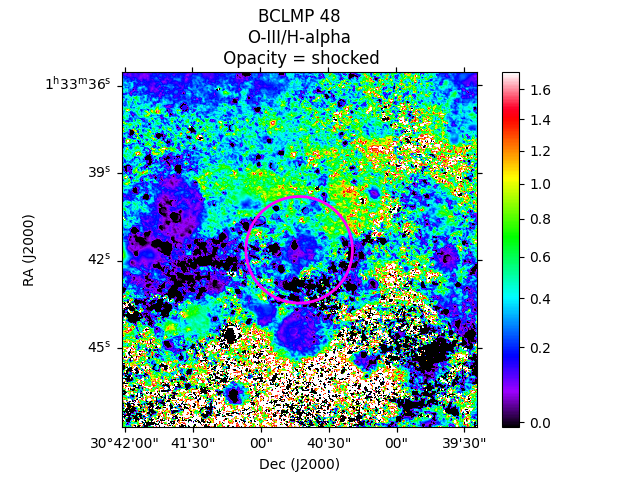 BCLMP 48
O-III/H-alpha
Opacity = shocked
1h33m36s
39s
42s
45s
RA (J2000)
30°42'00" 41'30" 00" 40'30" 00" 39'30"
Dec (J2000)
1.6
1.4
1.2
1.0
0.8
0.6
0.4
0.2
0.0